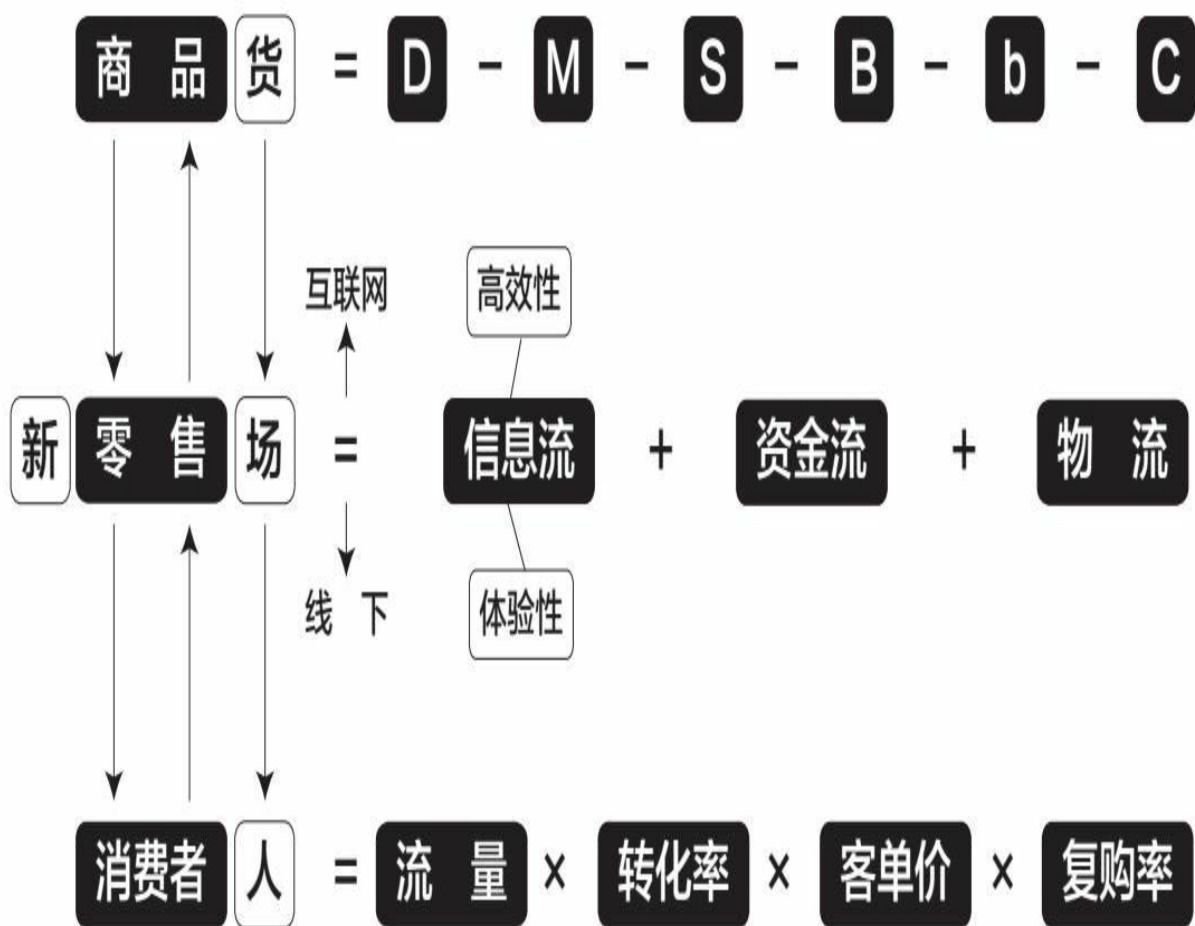 商品 货 = D - M - S - B - b - C
互联网 高效性
新 零售 场 = 信息流 + 资金流 + 物流
线下 体验性
消费者 人 = 流量 × 转化率 × 客单价 × 复购率